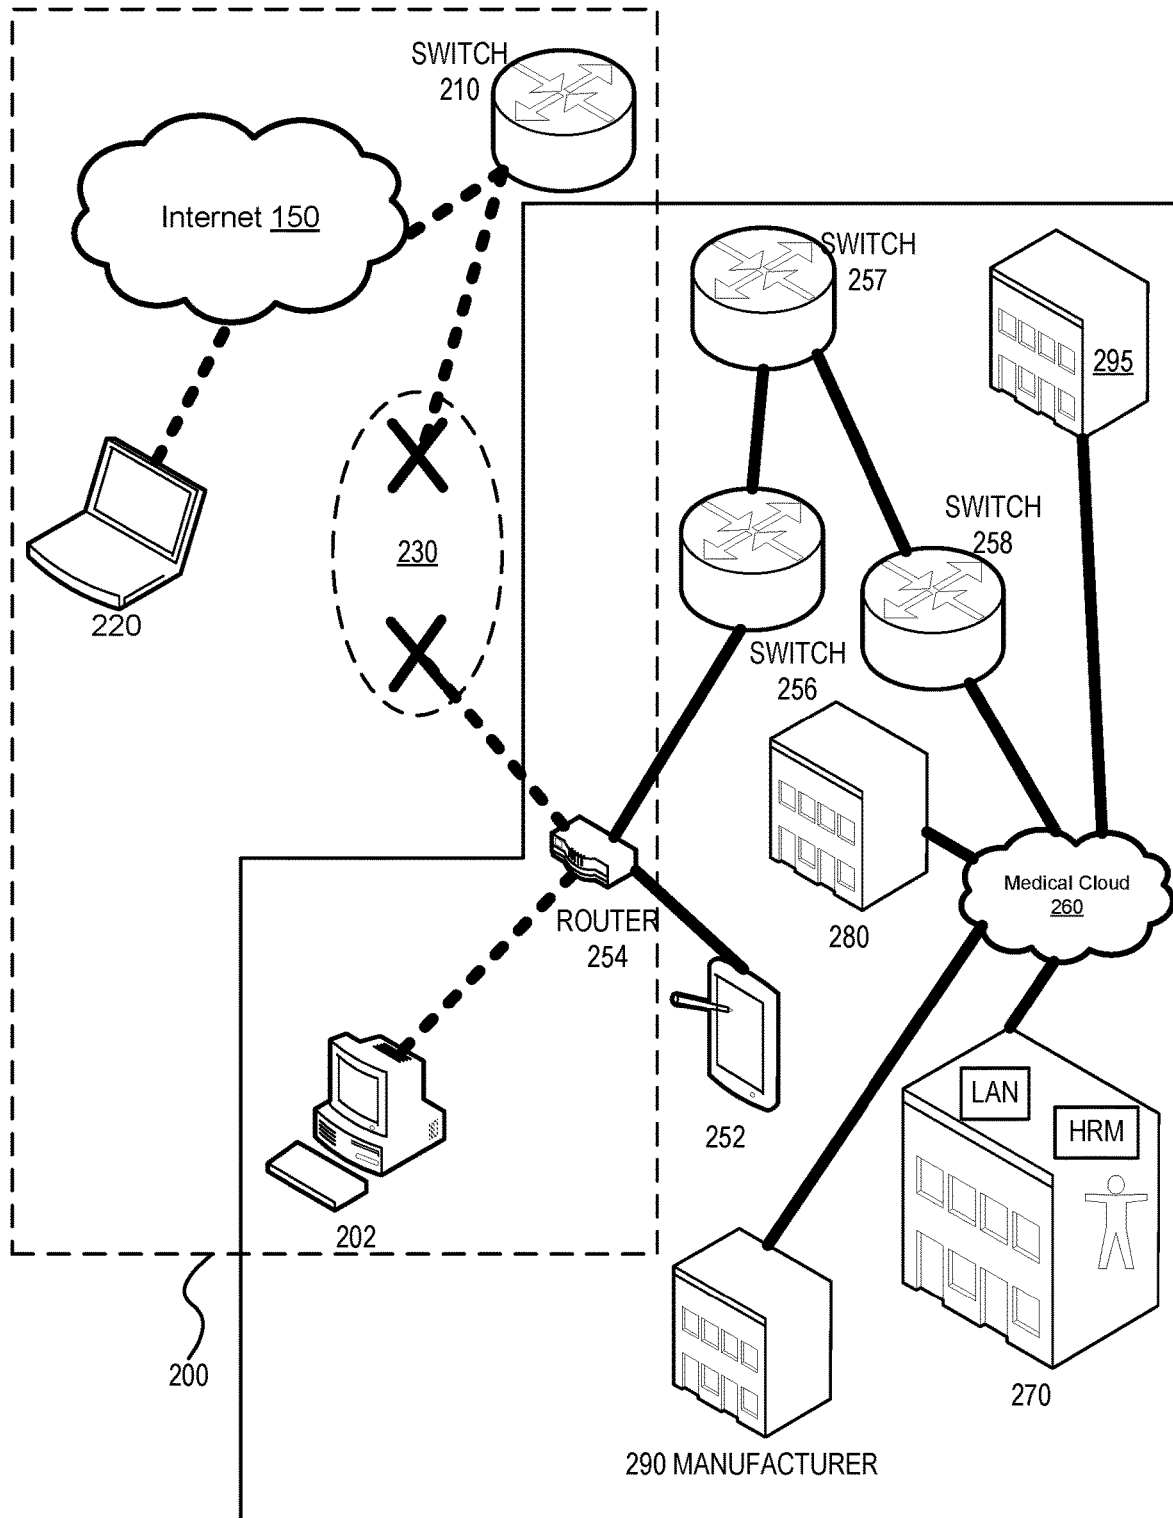 SWITCH
210
Internet 150
SWITCH
257
295
SWITCH
258
230
220
SWITCH
256
Medical Cloud
260
ROUTER
254
280
252
LAN
HRM
202
200
270
290 MANUFACTURER